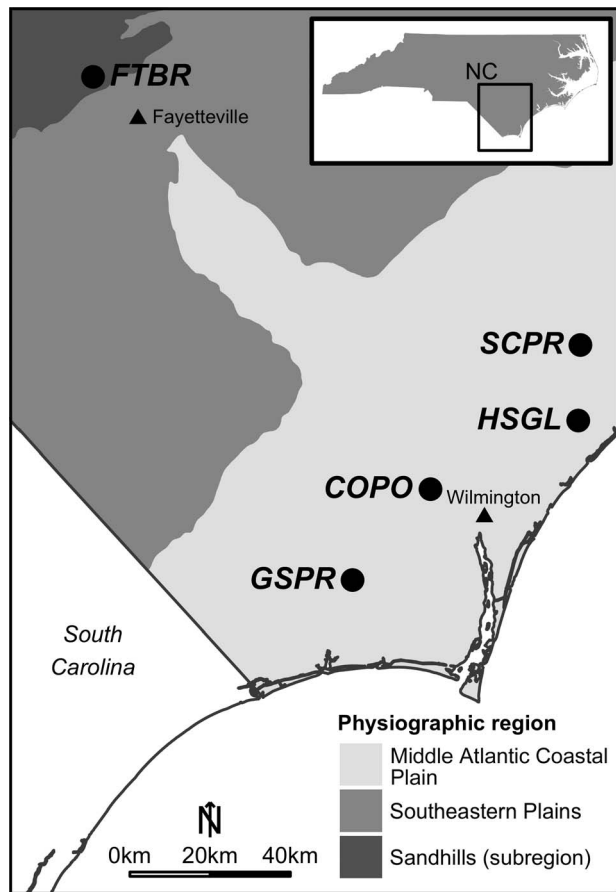 NC
FTBR
Fayetteville
SCPR
HSGL
COPO
Wilmington
GSPR
South
Carolina
Physiographic region
Middle Atlantic Coastal
Plain
Southeastern Plains
Sandhills (subregion)
N
0km 20km 40km